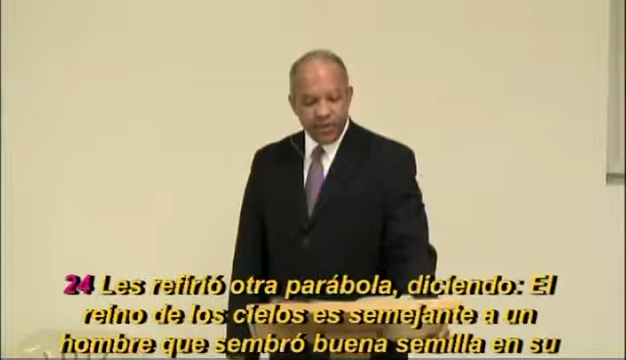 24 Les refirió otra parábola, diciendo: El
reino de los cielos es semejante a un
hombre que sembró buena semilla en su